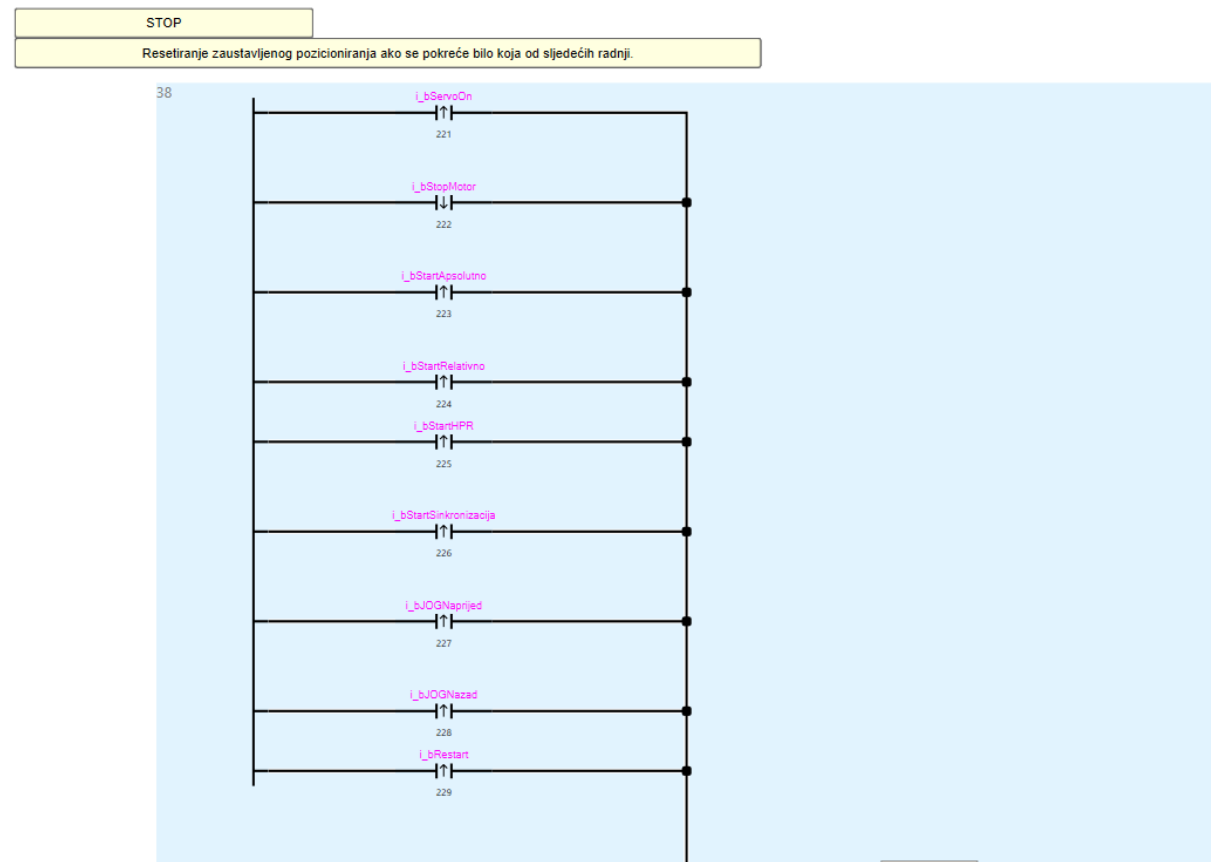 STOP
Resetiranje zaustavljenog pozicioniranja ako se pokreće bilo koja od sljedećih radnji.
38
i_bServoOn
221
i_bStopMotor
222
i_bStartApsolutno
223
i_bStartRelativno
224
i_bStartHPR
225
i_bStartSinkronizacija
226
i_bJOGNaprijed
227
i_bJOGNazad
228
i_bRestart
229